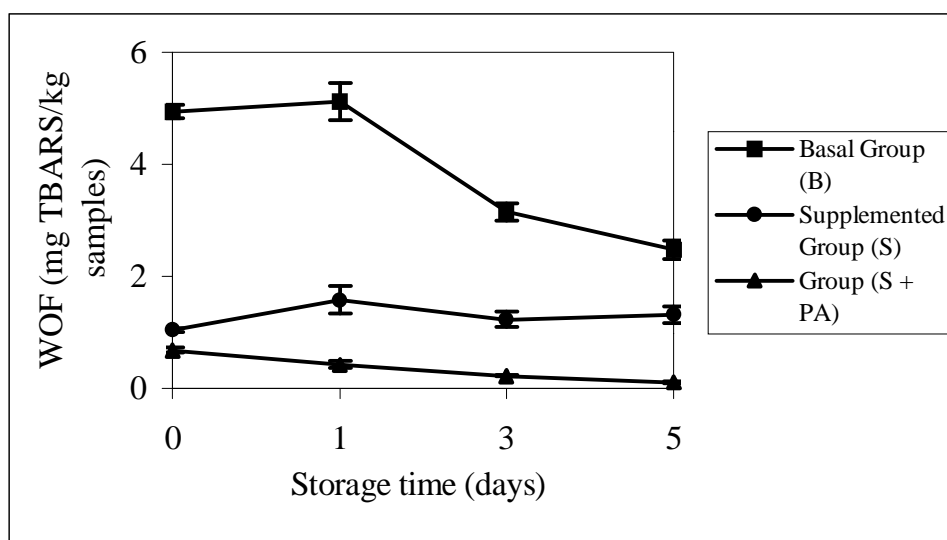 WOF (mg TBARS/kg
samples)
6
4
2
0
0 1 3 5
Storage time (days)
Basal Group
(B)
Supplemented
Group (S)
Group (S +
PA)